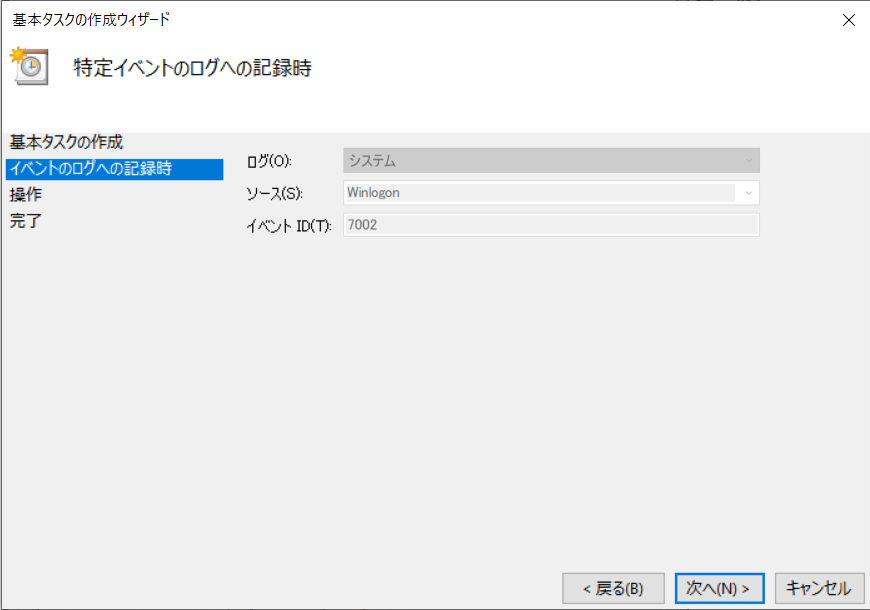 基本タスクの作成ウィザード
特定イベントのログへの記録時
基本タスクの作成
イベントのログへの記録時
操作
完了
ログ(O): システム
ソース(S): Winlogon
イベント ID(T): 7002
< 戻る(B) 次へ(N) > キャンセル